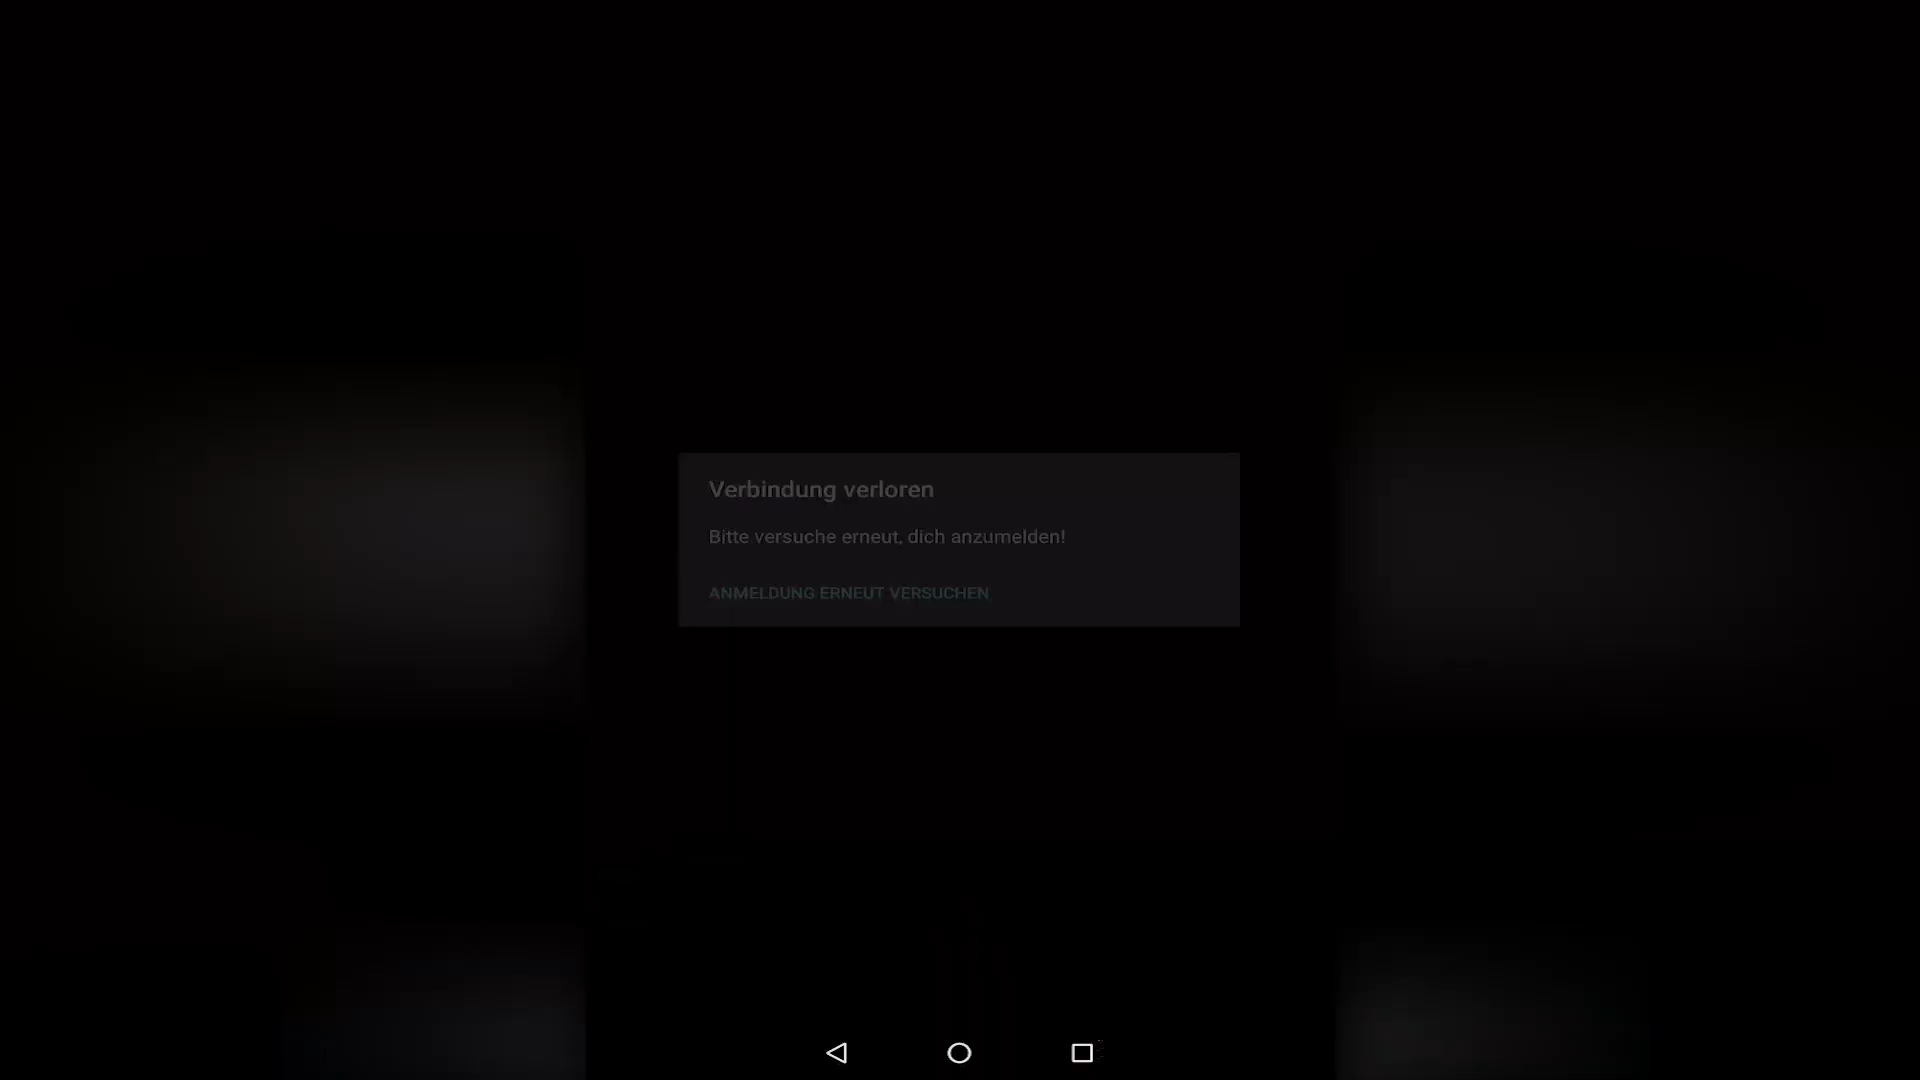 Verbindung verloren
Bitte versuche erneut, dich anzumelden!
ANMELDUNG ERNEUT VERSUCHEN